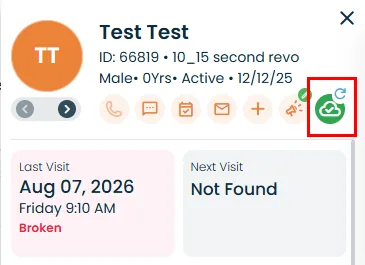 TT
Test Test
ID: 66819 • 10_15 second revo
Male• 0Yrs• Active • 12/12/25
Last Visit
Aug 07, 2026
Friday 9:10 AM
Broken
Next Visit
Not Found